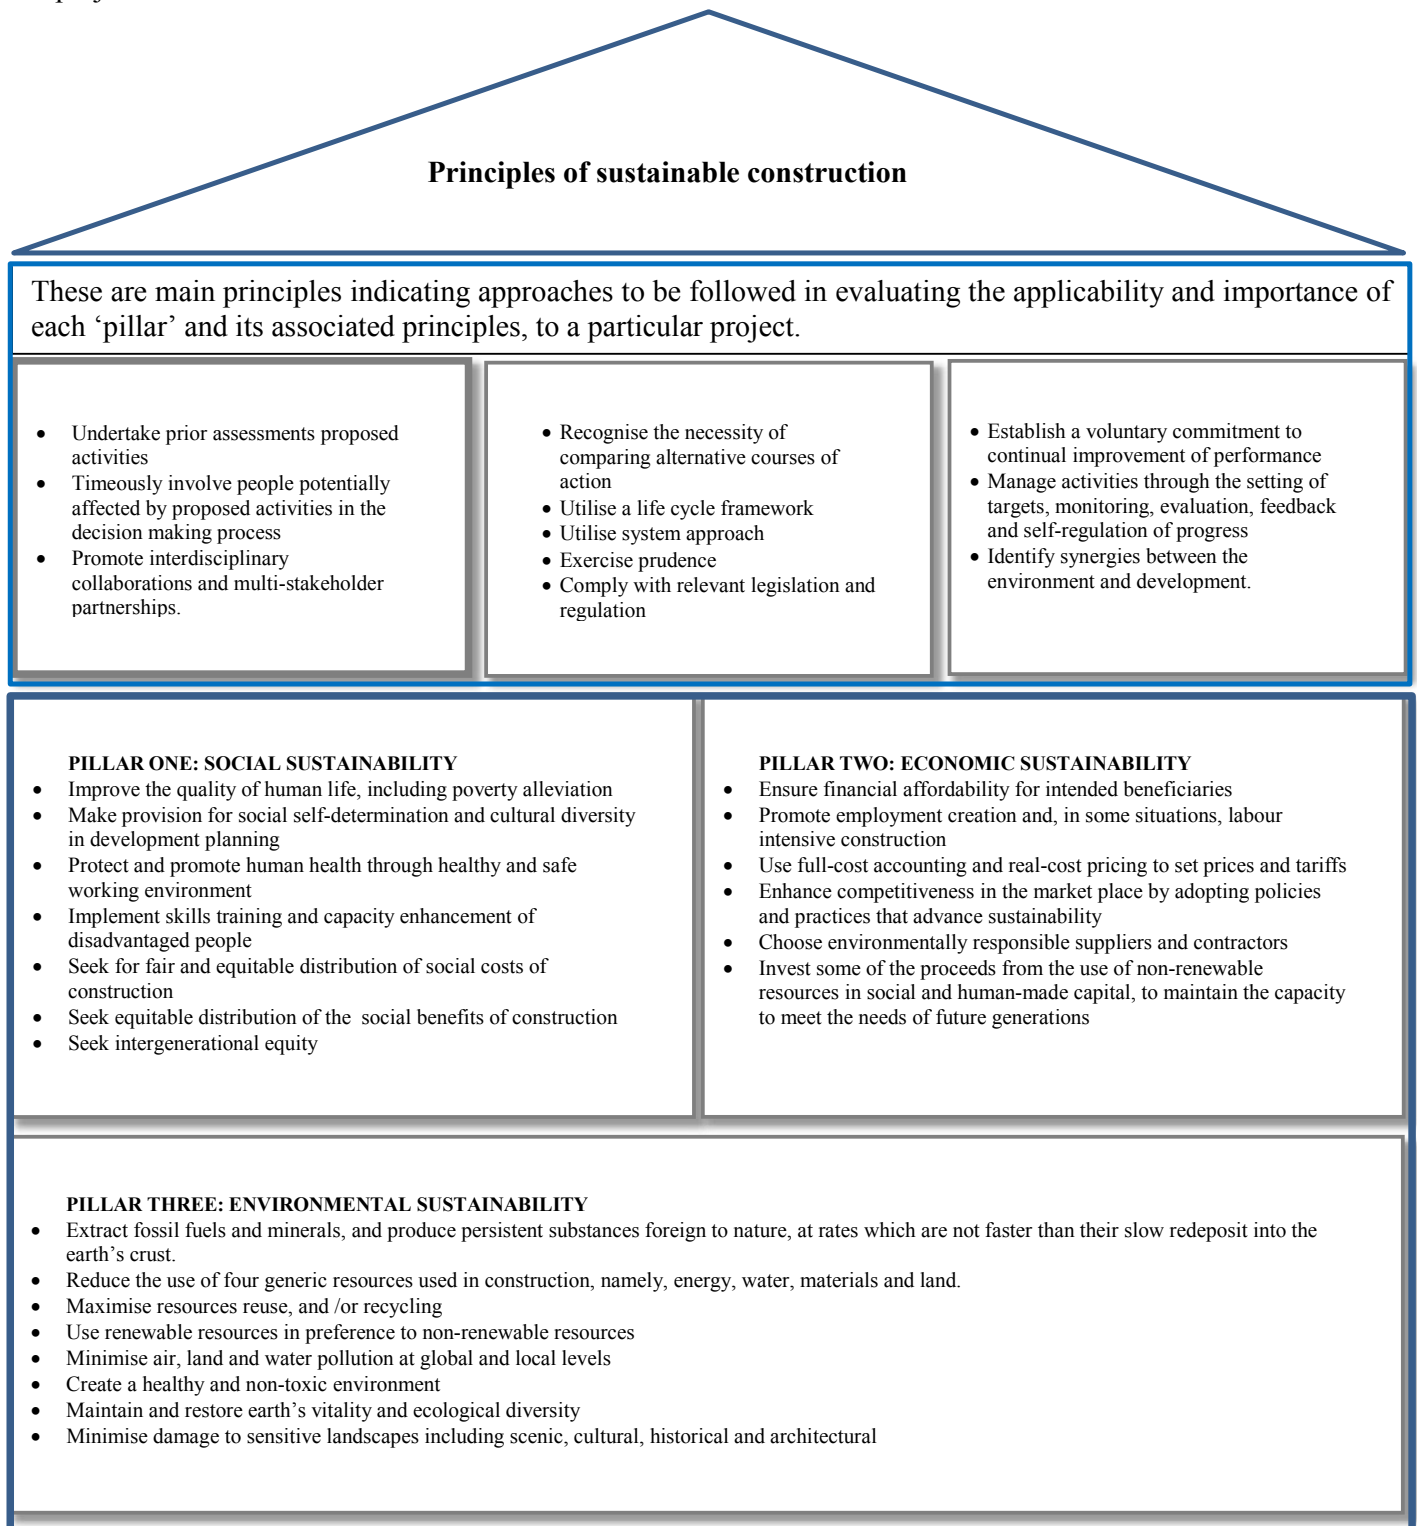 Principles of sustainable construction
These are main principles indicating approaches to be followed in evaluating the applicability and importance of
each ‘pillar’ and its associated principles, to a particular project.
• Undertake prior assessments proposed
activities
• Timeously involve people potentially
affected by proposed activities in the
decision making process
• Promote interdisciplinary
collaborations and multi-stakeholder
partnerships.
• Recognise the necessity of
comparing alternative courses of
action
• Utilise a life cycle framework
• Utilise system approach
• Exercise prudence
• Comply with relevant legislation and
regulation
• Establish a voluntary commitment to
continual improvement of performance
• Manage activities through the setting of
targets, monitoring, evaluation, feedback
and self-regulation of progress
• Identify synergies between the
environment and development.
PILLAR ONE: SOCIAL SUSTAINABILITY
• Improve the quality of human life, including poverty alleviation
• Make provision for social self-determination and cultural diversity
in development planning
• Protect and promote human health through healthy and safe
working environment
• Implement skills training and capacity enhancement of
disadvantaged people
• Seek for fair and equitable distribution of social costs of
construction
• Seek equitable distribution of the social benefits of construction
• Seek intergenerational equity
PILLAR TWO: ECONOMIC SUSTAINABILITY
• Ensure financial affordability for intended beneficiaries
• Promote employment creation and, in some situations, labour
intensive construction
• Use full-cost accounting and real-cost pricing to set prices and tariffs
• Enhance competitiveness in the market place by adopting policies
and practices that advance sustainability
• Choose environmentally responsible suppliers and contractors
• Invest some of the proceeds from the use of non-renewable
resources in social and human-made capital, to maintain the capacity
to meet the needs of future generations
PILLAR THREE: ENVIRONMENTAL SUSTAINABILITY
• Extract fossil fuels and minerals, and produce persistent substances foreign to nature, at rates which are not faster than their slow redeposit into the
earth’s crust.
• Reduce the use of four generic resources used in construction, namely, energy, water, materials and land.
• Maximise resources reuse, and /or recycling
• Use renewable resources in preference to non-renewable resources
• Minimise air, land and water pollution at global and local levels
• Create a healthy and non-toxic environment
• Maintain and restore earth’s vitality and ecological diversity
• Minimise damage to sensitive landscapes including scenic, cultural, historical and architectural